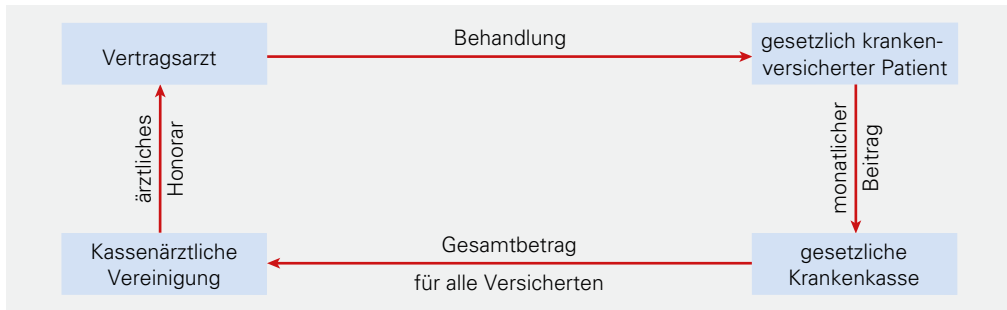 Vertragsarzt
Behandlung
gesetzlich kranken-
versicherter Patient
ärztliches
Honorar
monatlicher
Beitrag
Kassenärztliche
Vereinigung
Gesamtbetrag
für alle Versicherten
gesetzliche
Krankenkasse